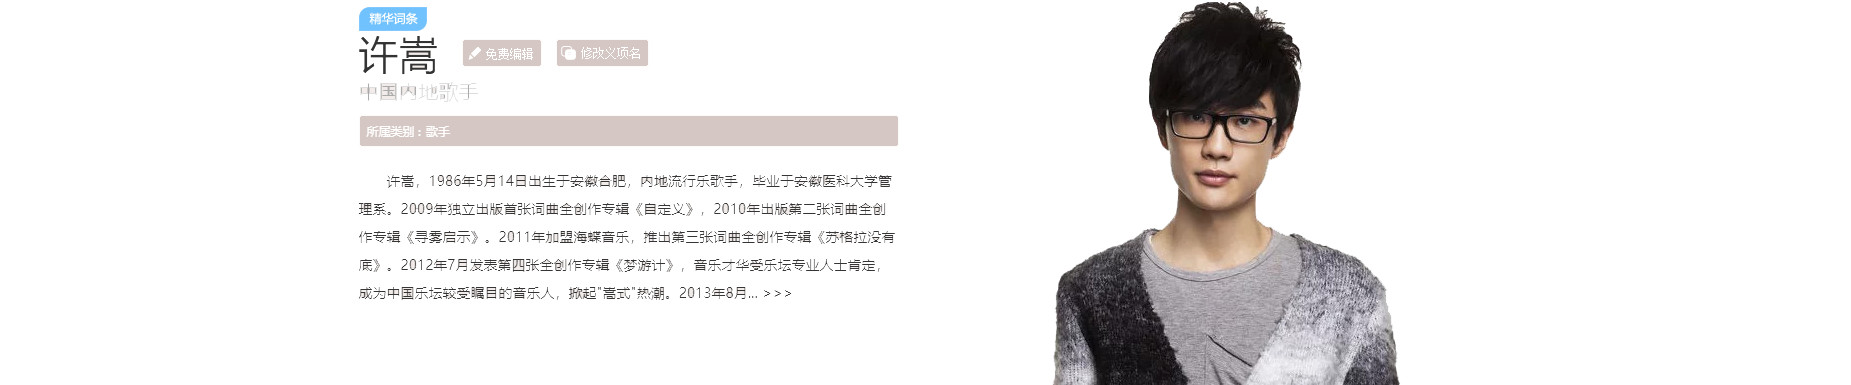 精华词条
许嵩
免费编辑
修改义项名
中国内地歌手
所属类别：歌手
许嵩，1986年5月14日出生于安徽合肥，内地流行乐歌手，毕业于安徽医科大学管
理系。2009年独立出版首张词曲全创作专辑《自定义》，2010年出版第二张词曲全创
作专辑《寻雾启示》。2011年加盟海蝶音乐，推出第三张词曲全创作专辑《苏格拉没有
底》。2012年7月发表第四张全创作专辑《梦游计》，音乐才华受乐坛专业人士肯定，
成为中国乐坛较受瞩目的音乐人，掀起"嵩式"热潮。2013年8月... >>>